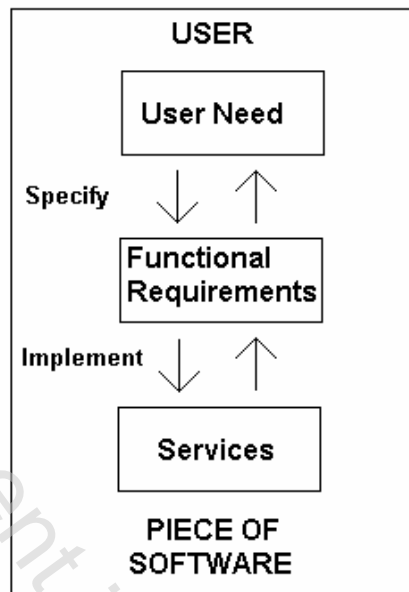 USER
User Need
Specify
Functional
Requirements
Implement
Services
PIECE OF
SOFTWARE